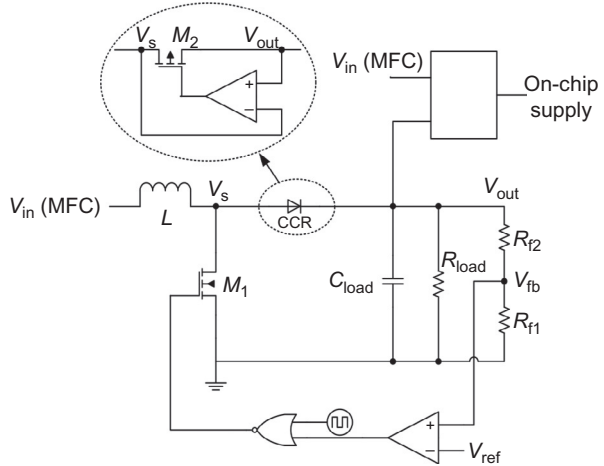 Vs M2 Vout
+
−
Vin (MFC)
On-chip
supply
Vin (MFC)
L
Vs
CCR
Vout
Rf2
Rload
Cload
Vfb
Rf1
M1
+
−
Vref